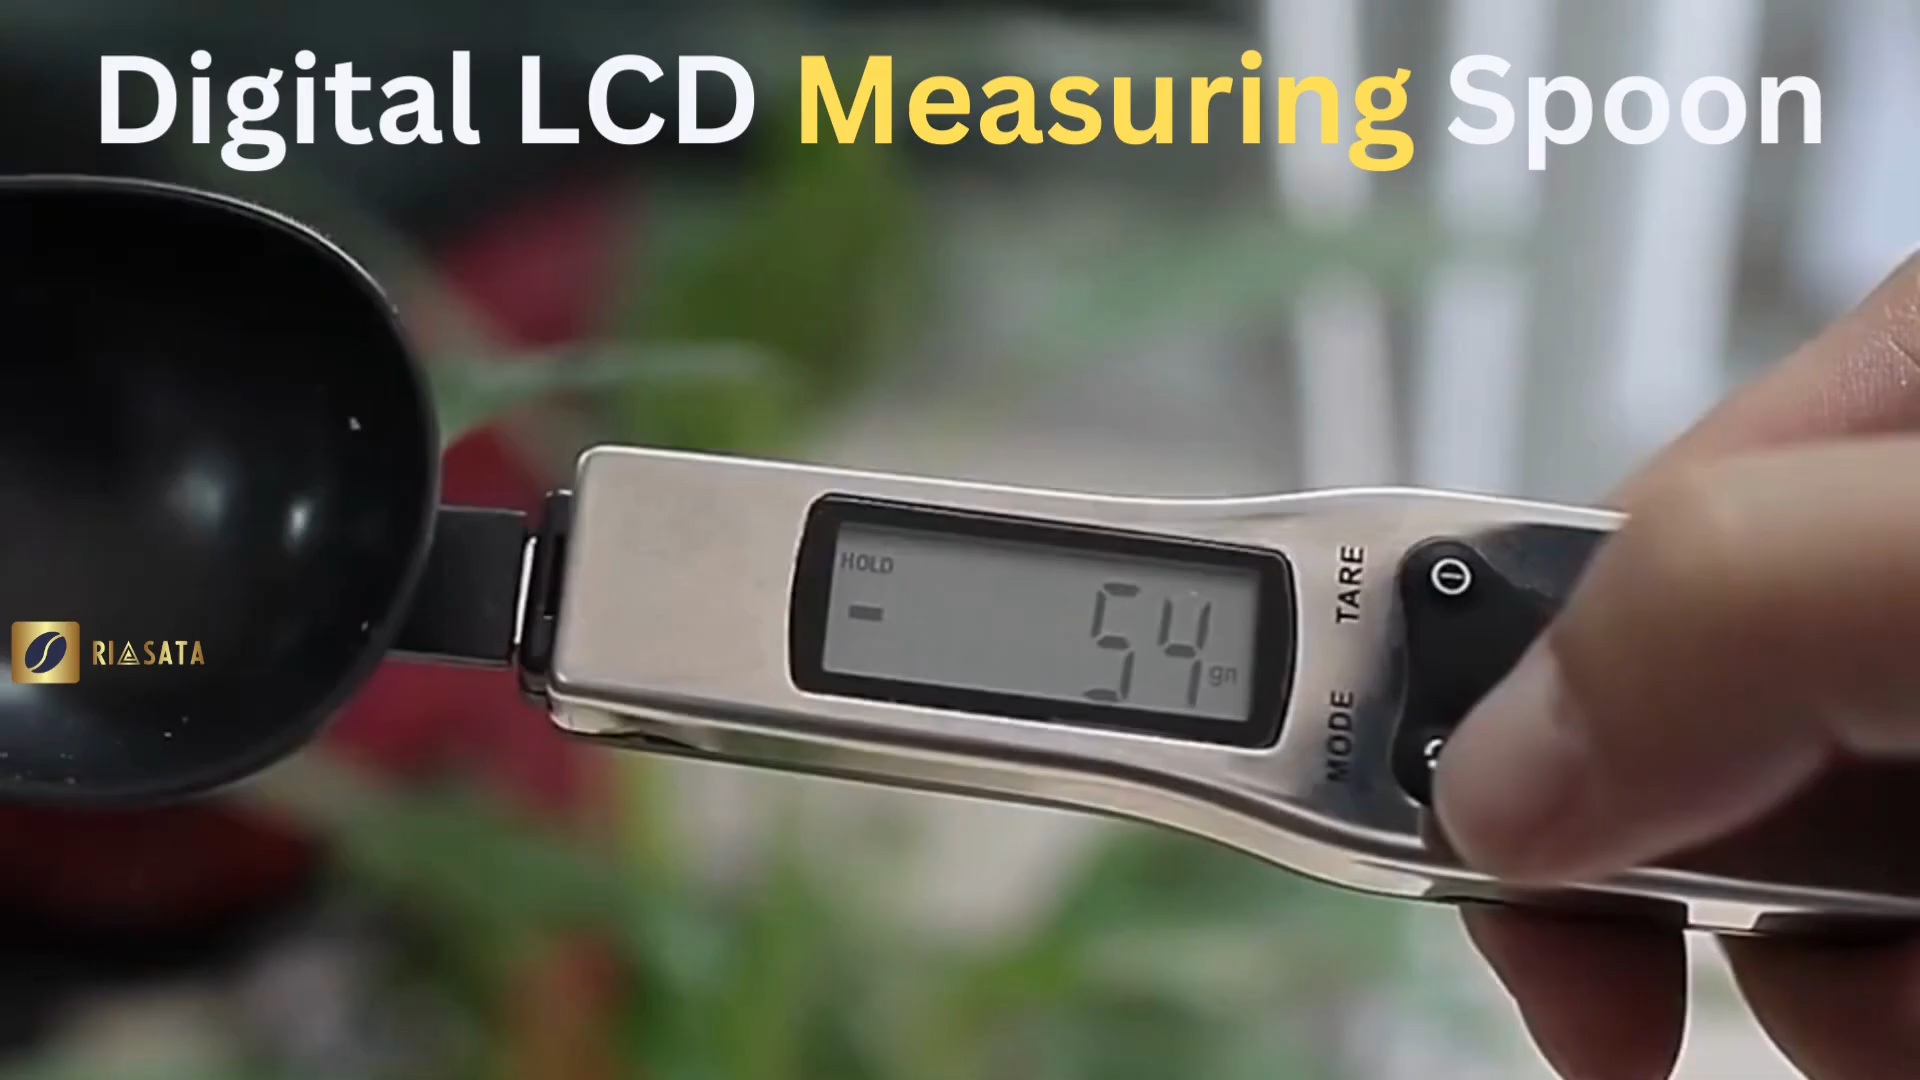 Digital LCD Measuring Spoon
HOLD
- 54
gn
TARE
MODE
RIASATA